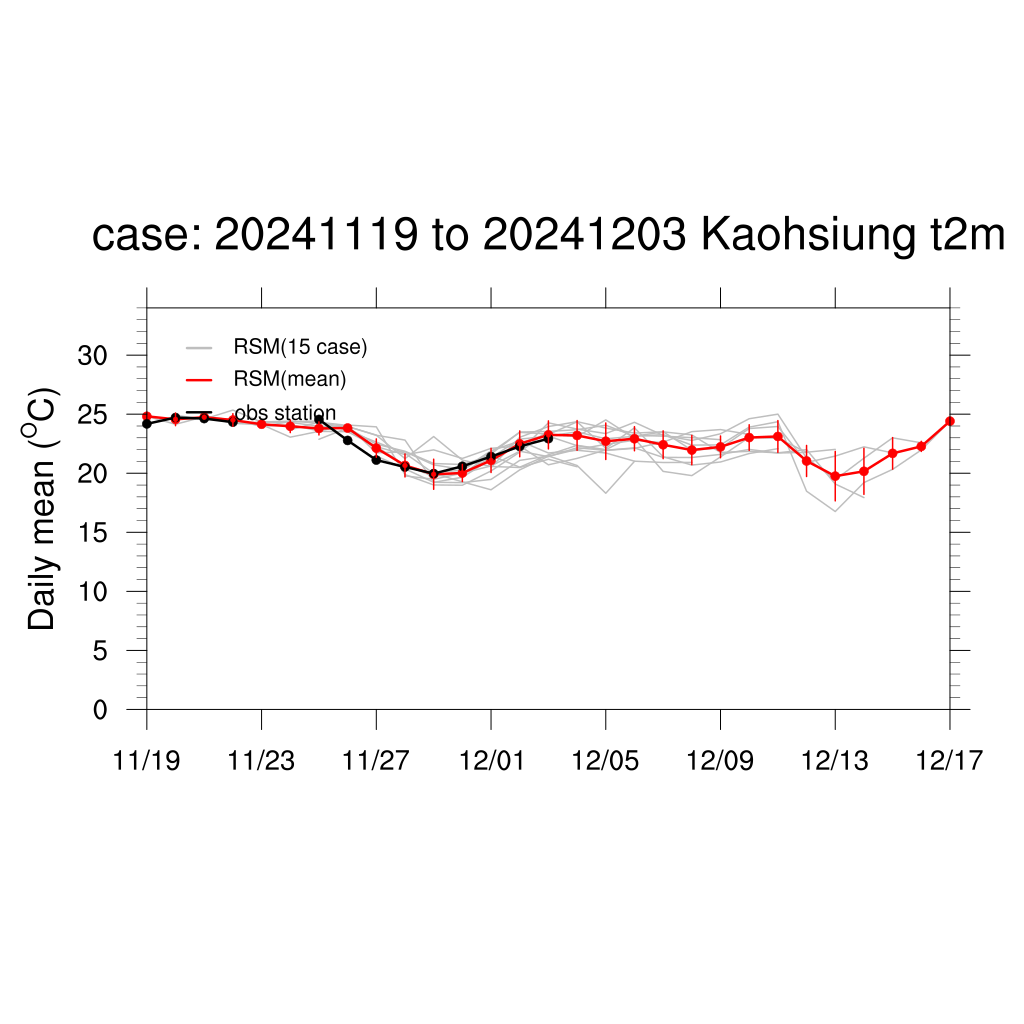 case: 20241119 to 20241203 Kaohsiung t2m
RSM(15 case)
RSM(mean)
obs station
Daily mean (OC)
30
25
20
15
10
5
0
11/19 11/23 11/27 12/01 12/05 12/09 12/13 12/17